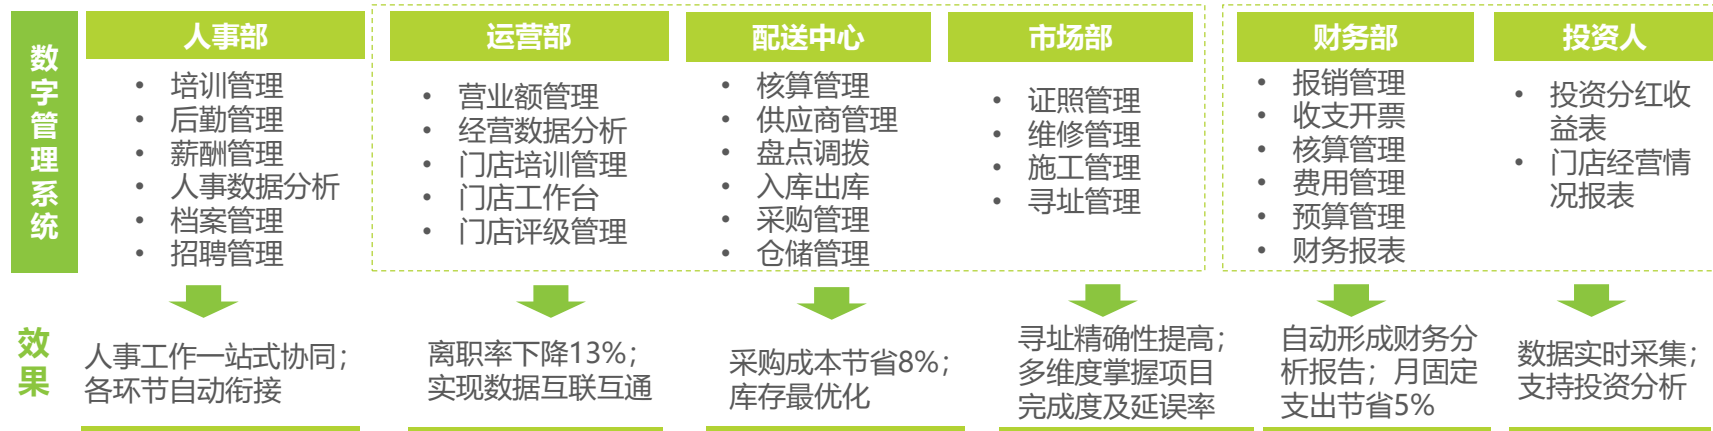 数字管理系统
人事部
• 培训管理
• 后勤管理
• 薪酬管理
• 人事数据分析
• 档案管理
• 招聘管理
运营部
• 营业额管理
• 经营数据分析
• 门店培训管理
• 门店工作台
• 门店评级管理
配送中心
• 核算管理
• 供应商管理
• 盘点调拨
• 入库出库
• 采购管理
• 仓储管理
市场部
• 证照管理
• 维修管理
• 施工管理
• 寻址管理
财务部
• 报销管理
• 收支开票
• 核算管理
• 费用管理
• 预算管理
• 财务报表
投资人
• 投资分红收
益表
• 门店经营情
况报表
效果
人事工作一站式协同；
各环节自动衔接
离职率下降13%；
实现数据互联互通
采购成本节省8%；
库存最优化
寻址精确性提高；
多维度掌握项目
完成度及延误率
自动形成财务分
析报告；月固定
支出节省5%
数据实时采集；
支持投资分析